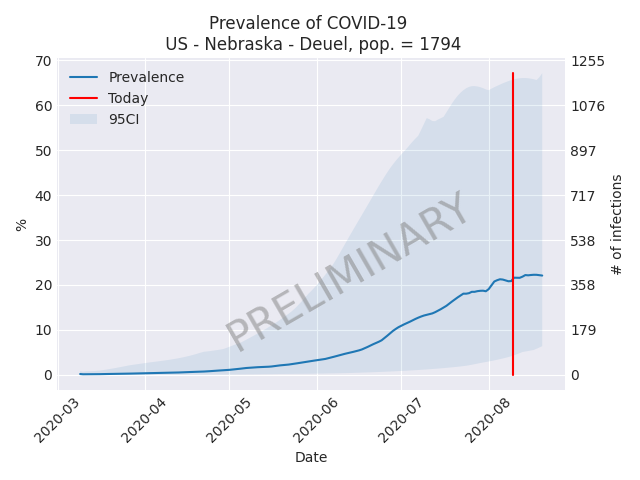 Prevalence of COVID-19
US - Nebraska - Deuel, pop. = 1794
70
60
50
40
30
20
10
0
%
1255
1076
897
717
538
358
179
0
# of infections
Prevalence
Today
95CI
PRELIMINARY
2020-03
2020-04
2020-05
2020-06
2020-07
2020-08
Date